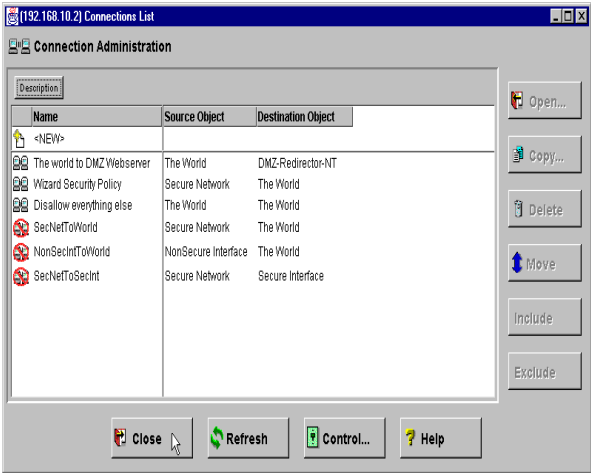 (192.168.10.2) Connections List
Connection Administration
Description
Name Source Object Destination Object
<NEW>
The world to DMZ Webserver The World DMZ-Redirector-NT
Wizard Security Policy Secure Network The World
Disallow everything else The World The World
SecNetToWorld Secure Network The World
NonSecIntToWorld NonSecure Interface The World
SecNetToSecInt Secure Network Secure Interface
Open...
Copy...
Delete
Move
Include
Exclude
Close Refresh Control... Help